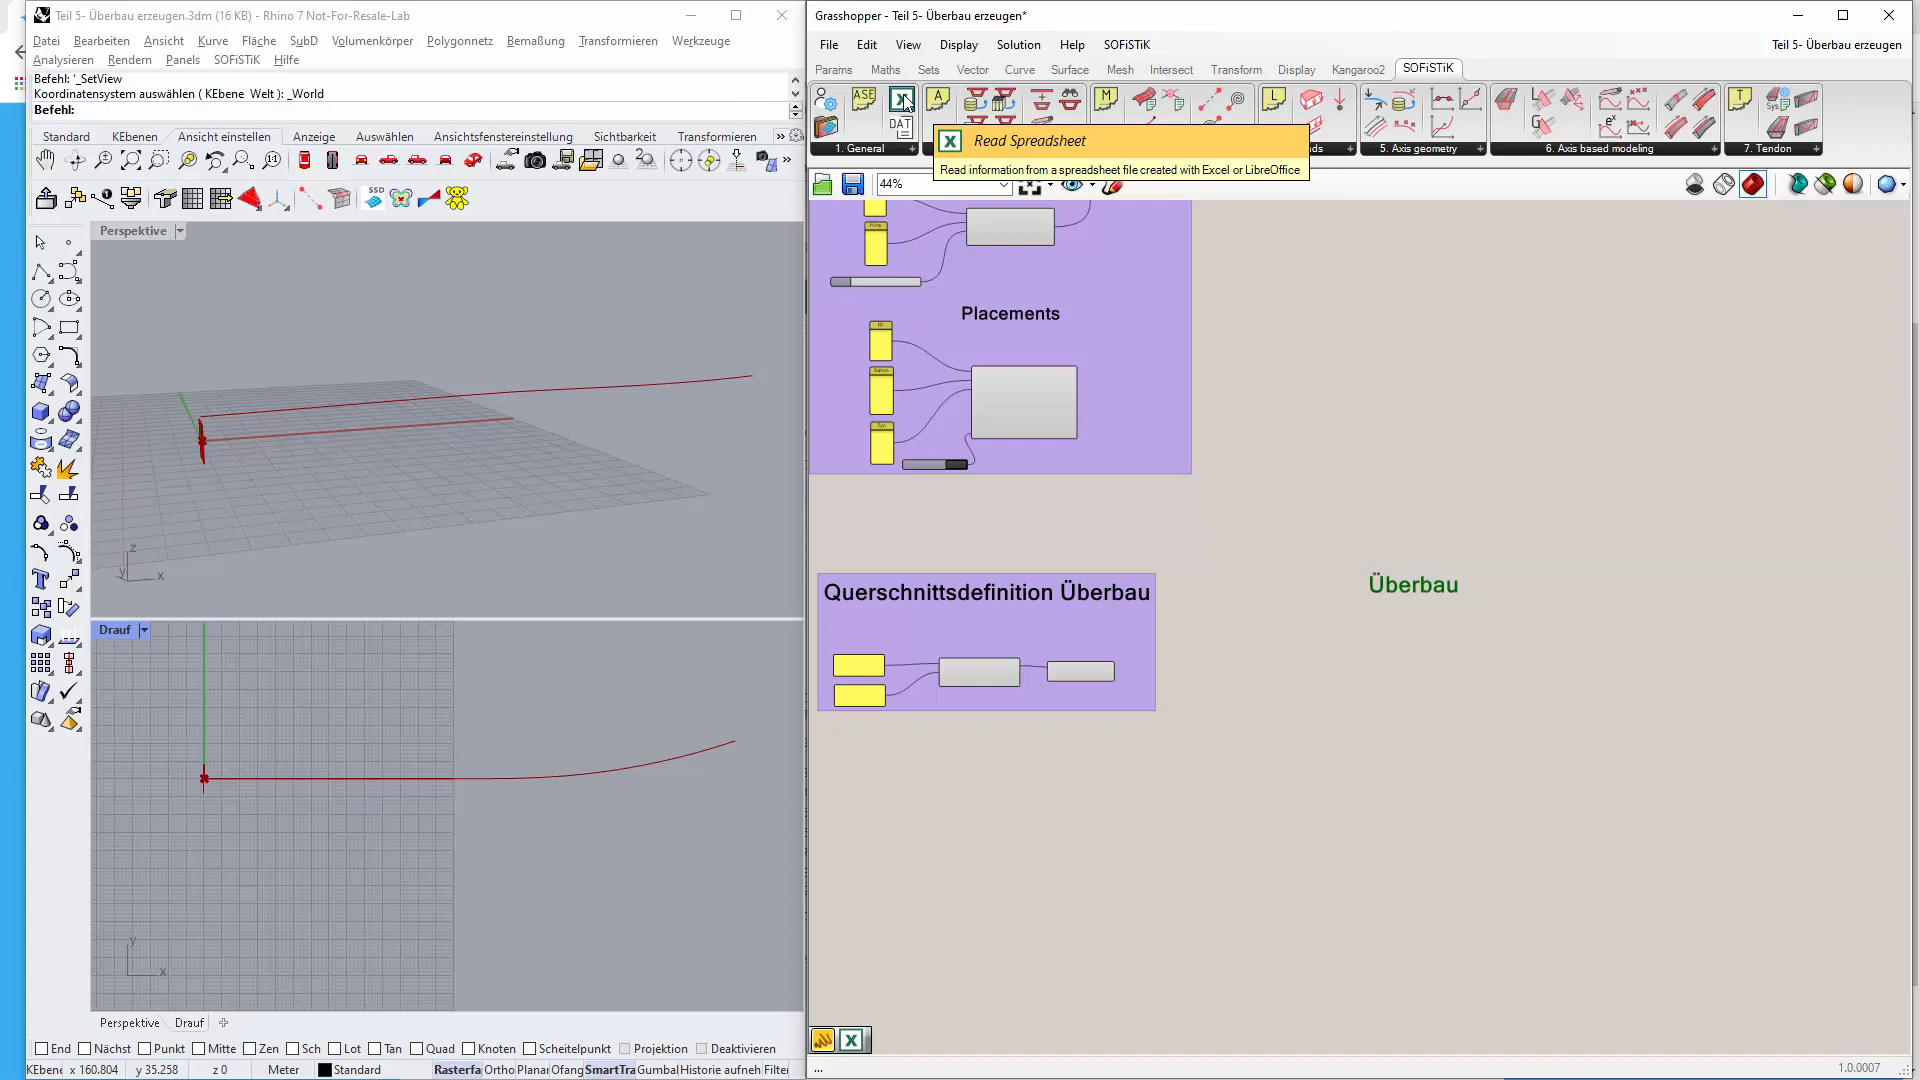 Teil 5- Überbau erzeugen.3dm (16 KB) - Rhino 7 Not-For-Resale-Lab
Datei Bearbeiten Ansicht Kurve Fläche SubD Volumenkörper Polygonnetz Bemaßung Transformieren Werkzeuge
Analysieren Rendern Panels SOFiSTiK Hilfe
Befehl: '_SetView
Koordinatensystem auswählen ( KEbene Welt ): _World
Befehl:
Standard KEbenen Ansicht einstellen Anzeige Auswählen Ansichtsfenstereinstellung Sichtbarkeit Transformieren
SSD
Perspektive
z
y x
Drauf
y
x
Perspektive Drauf
End Nächst Punkt Mitte Zen Sch Lot Tan Quad Knoten Scheitelpunkt Projektion Deaktivieren
KEbene x 160.804 y 35.258 z 0 Meter Standard Rasterfa Ortho Planar Ofang SmartTra Gumbal Historie aufneh Filter
Grasshopper - Teil 5- Überbau erzeugen*
File Edit View Display Solution Help SOFiSTiK Teil 5- Überbau erzeugen
Params Maths Sets Vector Curve Surface Mesh Intersect Transform Display Kangaroo2 SOFiSTiK
ASE A M L T
DAT
1. General 5. Axis geometry 6. Axis based modeling 7. Tendon
Read Spreadsheet
Read information from a spreadsheet file created with Excel or LibreOffice
44%
Placements
Querschnittsdefinition Überbau
Überbau
...
1.0.0007